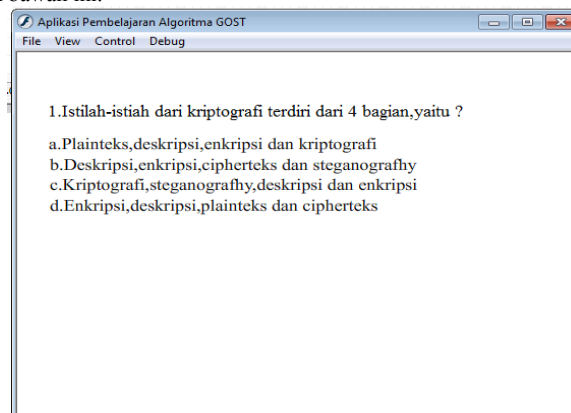 Aplikasi Pembelajaran Algoritma GOST
File View Control Debug
1.Istilah-istiah dari kriptografi terdiri dari 4 bagian,yaitu ?
a.Plainteks,deskripsi,enkripsi dan kriptografi
b.Deskripsi,enkripsi,cipherteks dan steganografhy
c.Kriptografi,steganografhy,deskripsi dan enkripsi
d.Enkripsi,deskripsi,plainteks dan cipherteks